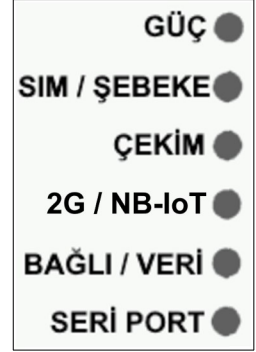 GÜÇ
SIM / ŞEBEKE
ÇEKİM
2G / NB-IoT
BAĞLI / VERİ
SERİ PORT